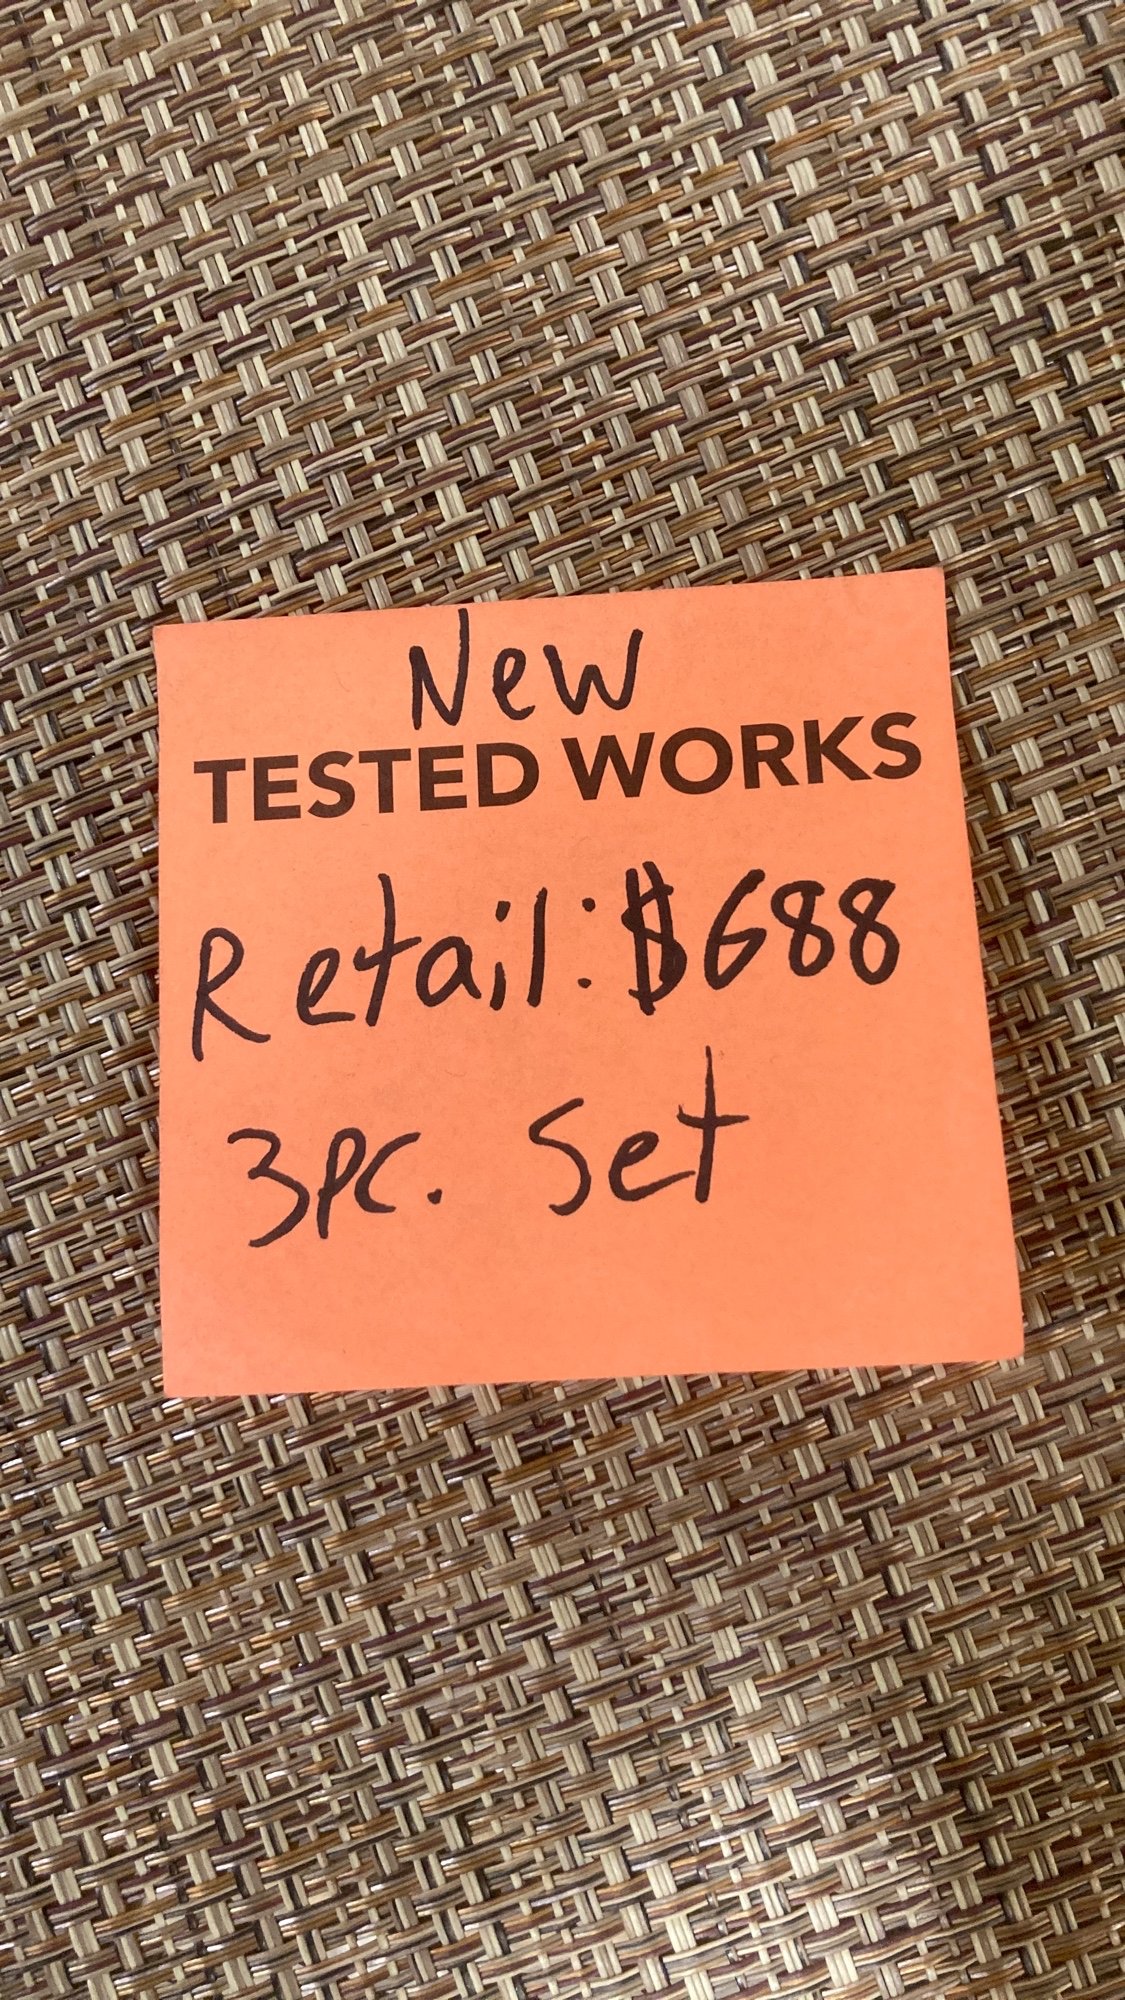 New
TESTED WORKS
Retail: $688
3pc. Set